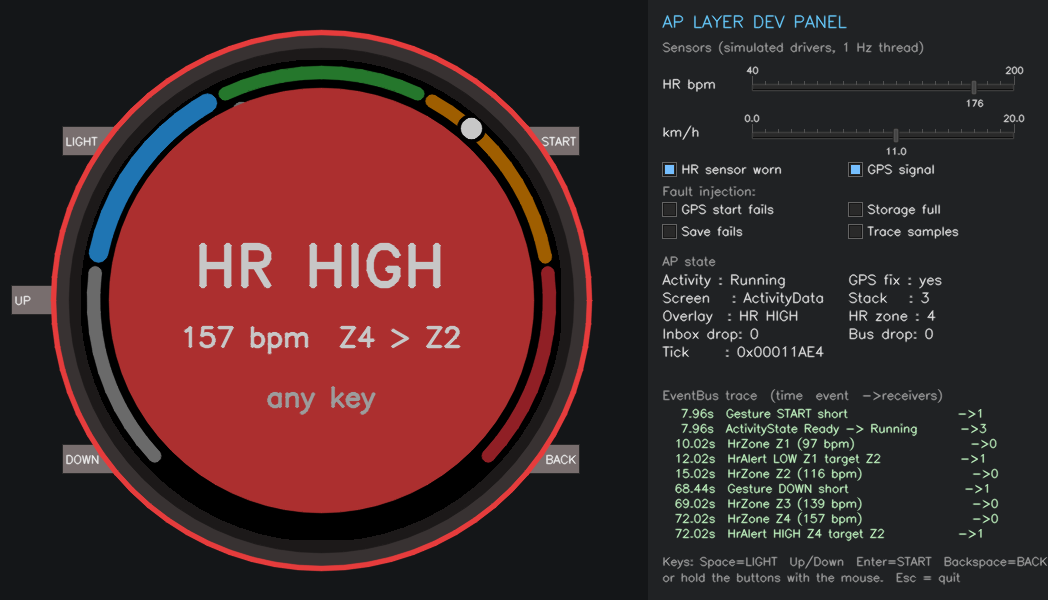 LIGHT
START
UP
HR HIGH
157 bpm Z4 > Z2
any key
DOWN
BACK
AP LAYER DEV PANEL
Sensors (simulated drivers, 1 Hz thread)
40 200
HR bpm
176
0.0 20.0
km/h
11.0
HR sensor worn GPS signal
Fault injection:
GPS start fails Storage full
Save fails Trace samples
AP state
Activity : Running GPS fix : yes
Screen : ActivityData Stack : 3
Overlay : HR HIGH HR zone : 4
Inbox drop: 0 Bus drop: 0
Tick : 0x00011AE4
EventBus trace (time event ->receivers)
7.96s Gesture START short ->1
7.96s ActivityState Ready -> Running ->3
10.02s HrZone Z1 (97 bpm) ->0
12.02s HrAlert LOW Z1 target Z2 ->1
15.02s HrZone Z2 (116 bpm) ->0
68.44s Gesture DOWN short ->1
69.02s HrZone Z3 (139 bpm) ->0
72.02s HrZone Z4 (157 bpm) ->0
72.02s HrAlert HIGH Z4 target Z2 ->1
Keys: Space=LIGHT Up/Down Enter=START Backspace=BACK
or hold the buttons with the mouse. Esc = quit